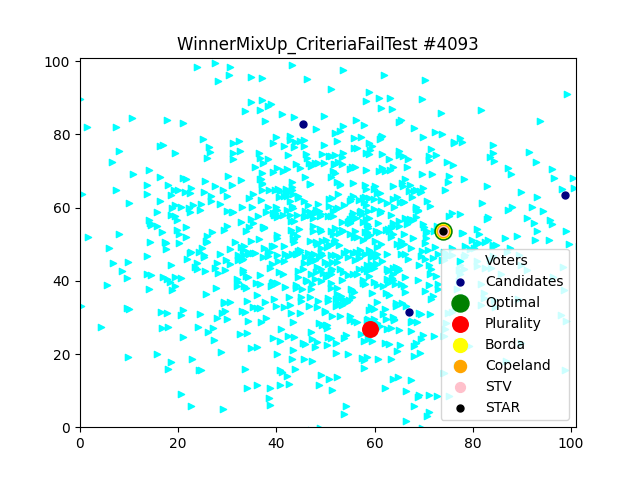 WinnerMixUp_CriteriaFailTest #4093
100
80
60
40
20
0
0 20 40 60 80 100
Voters
Candidates
Optimal
Plurality
Borda
Copeland
STV
STAR